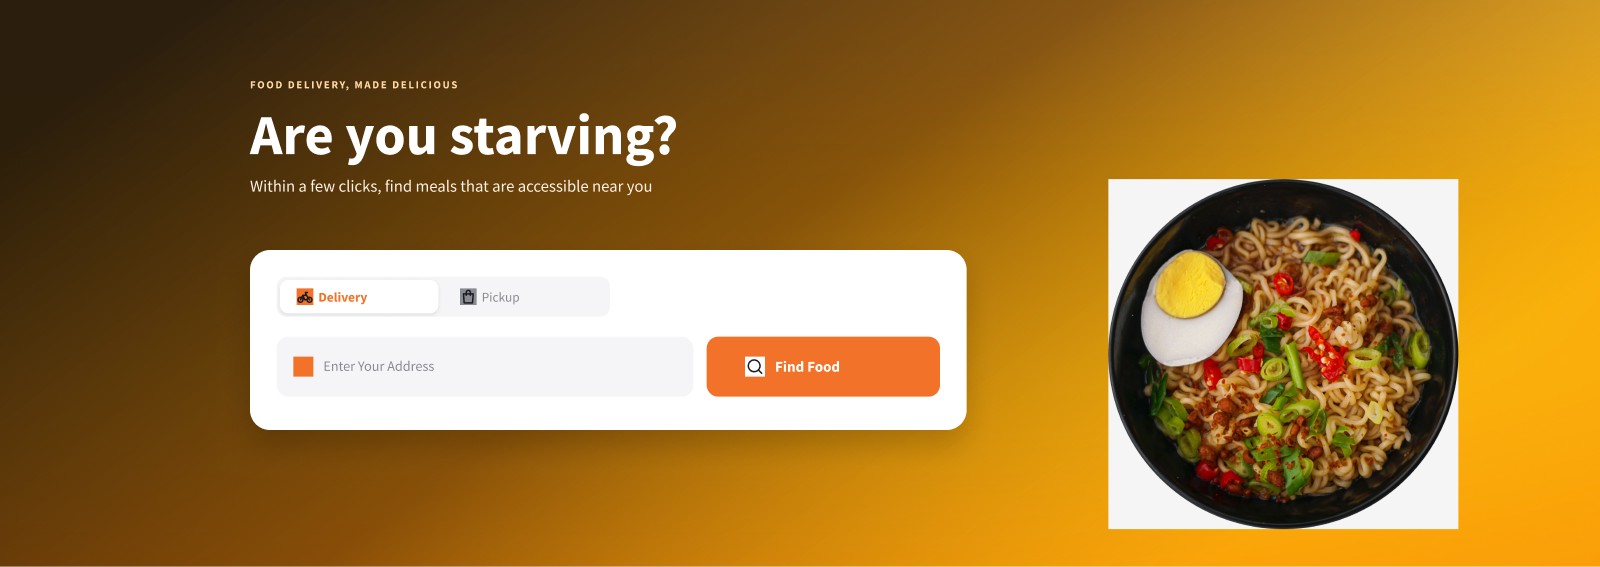 FOOD DELIVERY, MADE DELICIOUS
Are you starving?
Within a few clicks, find meals that are accessible near you
Delivery
Pickup
Enter Your Address
Find Food